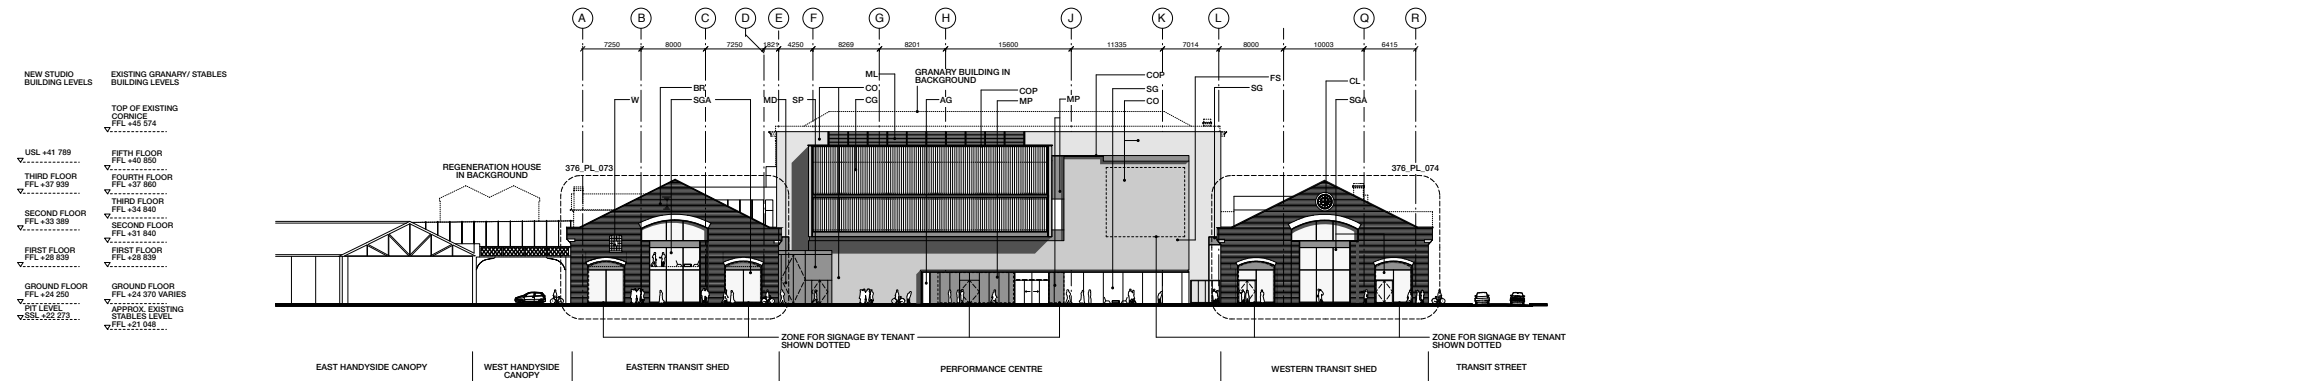 A B C D E F G H J K L Q R
7250 8000 7250 1821 4250 8269 8201 15600 11335 7014 8000 10003 6415
NEW STUDIO
BUILDING LEVELS
USL +41 789
THIRD FLOOR
FFL +37 939
SECOND FLOOR
FFL +33 389
FIRST FLOOR
FFL +28 839
GROUND FLOOR
FFL +24 250
PIT LEVEL
SSL +22 273
EXISTING GRANARY/ STABLES
BUILDING LEVELS
TOP OF EXISTING
CORNICE
FFL +45 574
FIFTH FLOOR
FFL +40 850
FOURTH FLOOR
FFL +37 860
THIRD FLOOR
FFL +34 840
SECOND FLOOR
FFL +31 840
FIRST FLOOR
FFL +28 839
GROUND FLOOR
FFL +24 370 VARIES
APPROX. EXISTING
STABLES LEVEL
FFL +21 048
REGENERATION HOUSE
IN BACKGROUND
376_PL_073
W
BR
SGA
MD
SP
ML
CO
CG
GRANARY BUILDING IN
BACKGROUND
AG
COP
MP
MP
COP
SG
CO
FS
SG
CL
SGA
376_PL_074
ZONE FOR SIGNAGE BY TENANT
SHOWN DOTTED
ZONE FOR SIGNAGE BY TENANT
SHOWN DOTTED
EAST HANDYSIDE CANOPY
WEST HANDYSIDE
CANOPY
EASTERN TRANSIT SHED
PERFORMANCE CENTRE
WESTERN TRANSIT SHED
TRANSIT STREET